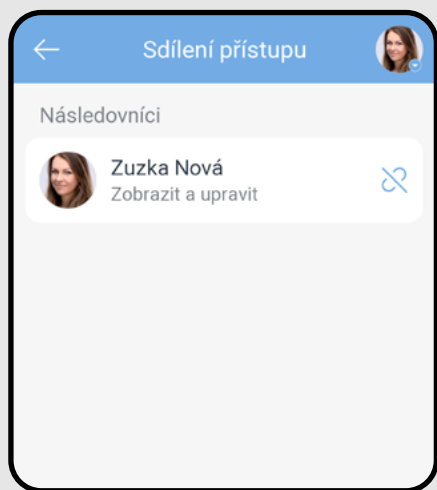 Sdílení přístupu
Následovníci
Zuzka Nová
Zobrazit a upravit